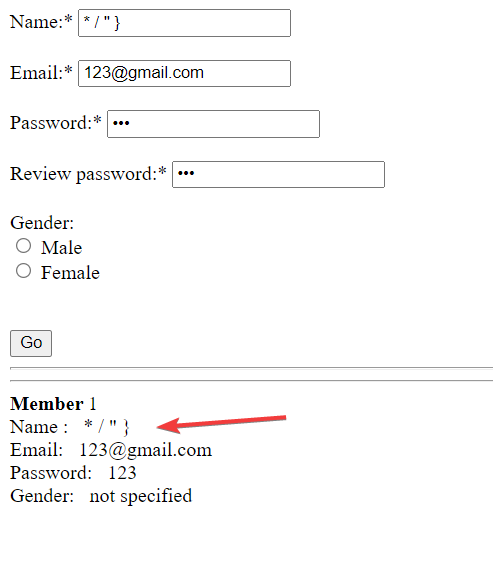 Name:* * / " }
Email:* 123@gmail.com
Password:* •••
Review password:* •••
Gender:
Male
Female
Go
Member 1
Name : * / " }
Email: 123@gmail.com
Password: 123
Gender: not specified